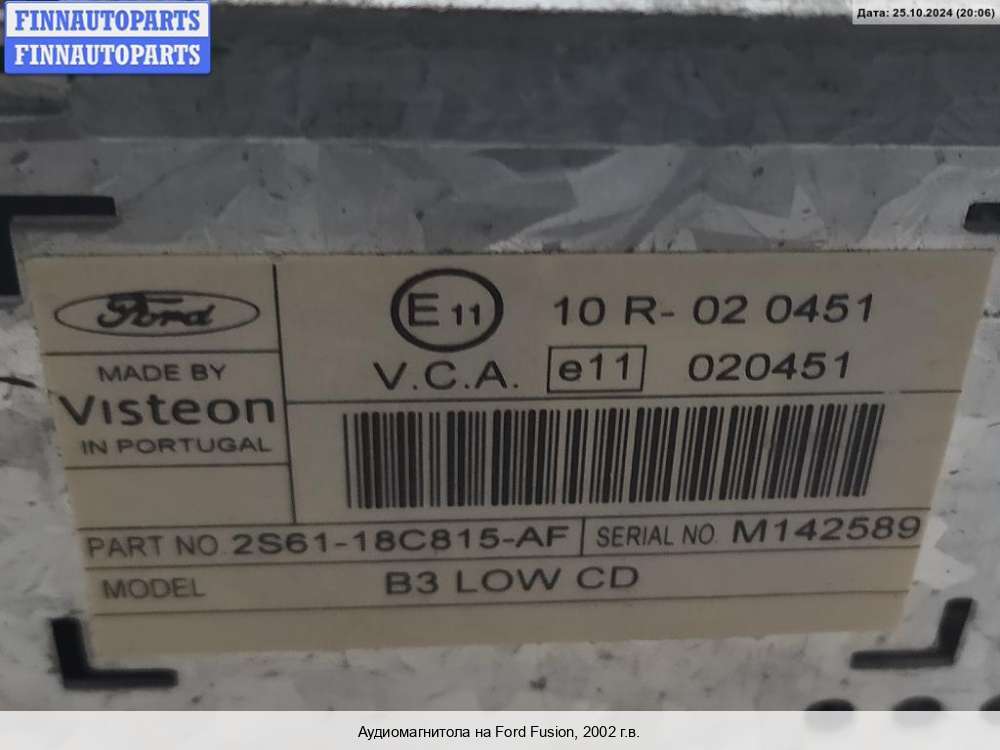 FINNAUTOPARTS
FINNAUTOPARTS
Дата: 25.10.2024 (20:06)
Ford
MADE BY
Visteon
IN PORTUGAL
E 11
10 R- 02 0451
V.C.A. e11 020451
PART NO. 2S61-18C815-AF
SERIAL NO. M142589
MODEL B3 LOW CD
Аудиомагнитола на Ford Fusion, 2002 г.в.